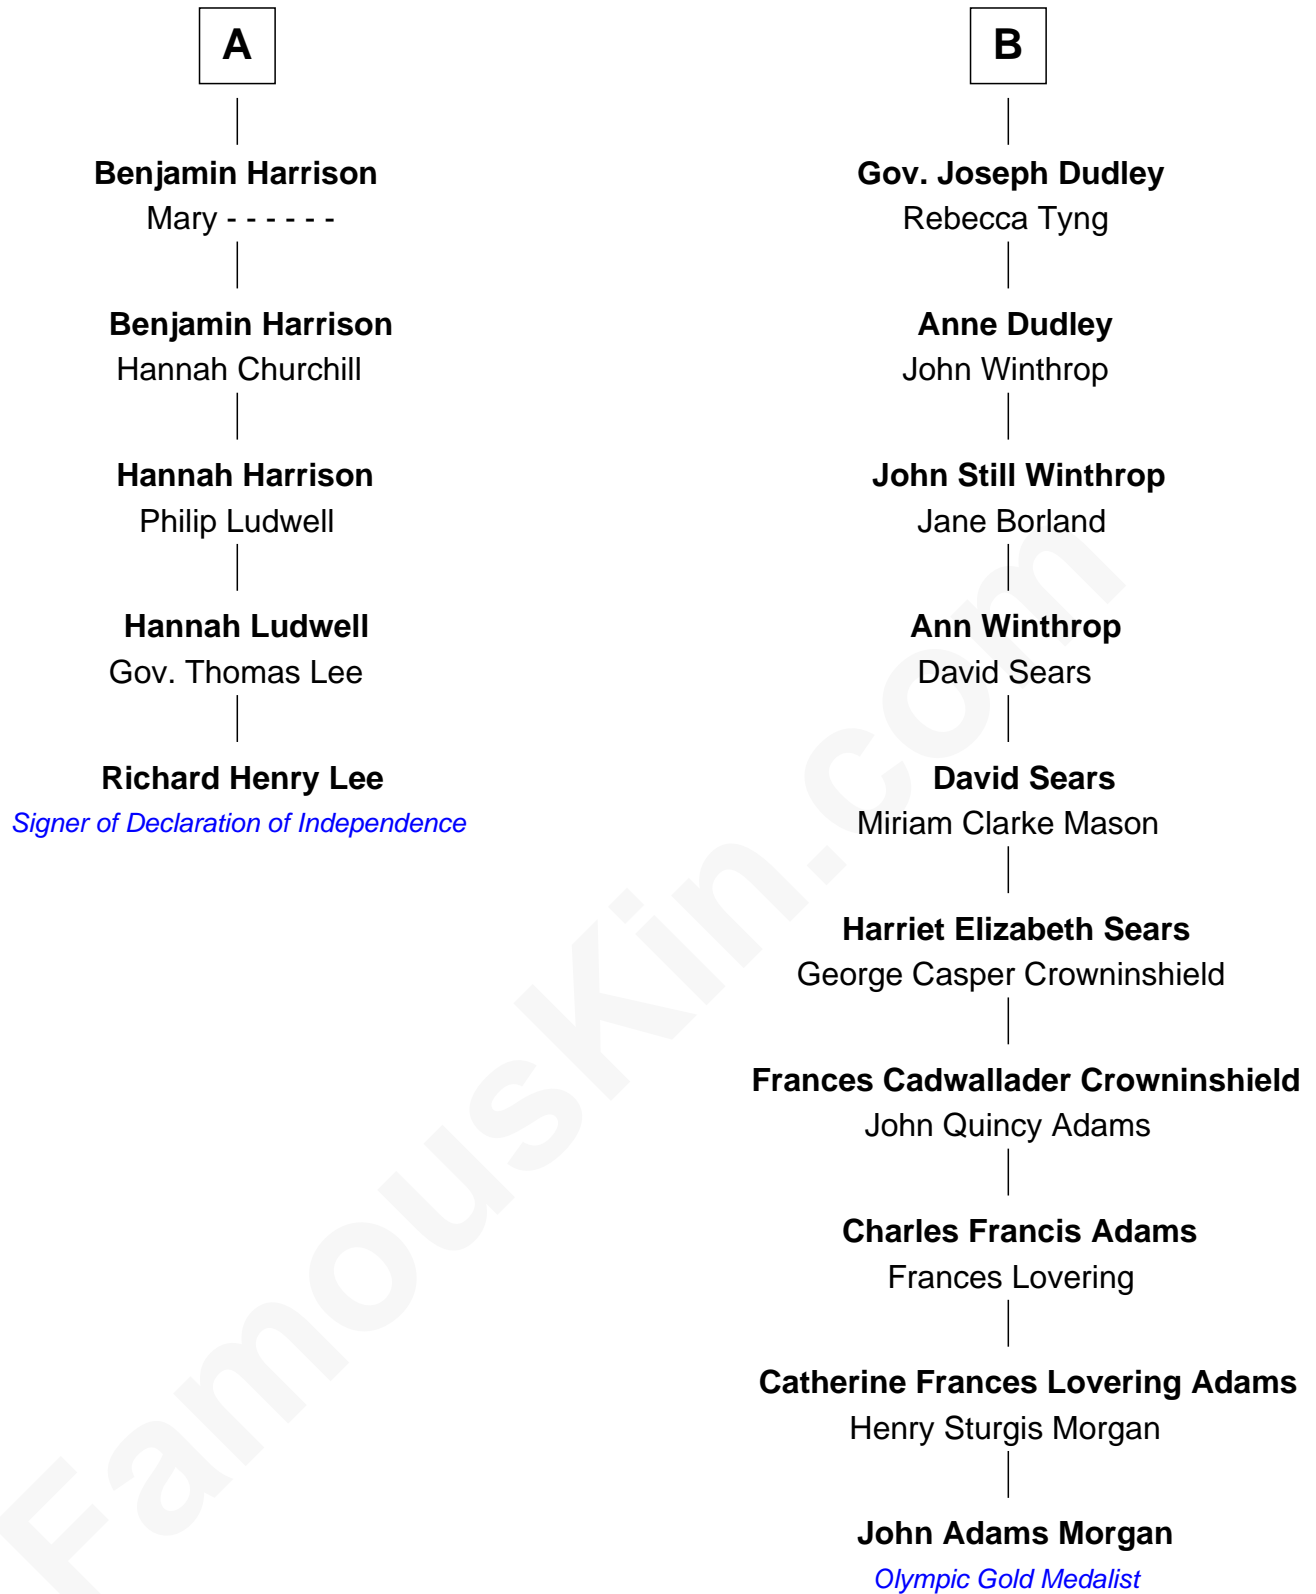 A
Benjamin Harrison
Mary - - - - - -
Benjamin Harrison
Hannah Churchill
Hannah Harrison
Philip Ludwell
Hannah Ludwell
Gov. Thomas Lee
Richard Henry Lee
Signer of Declaration of Independence
B
Gov. Joseph Dudley
Rebecca Tyng
Anne Dudley
John Winthrop
John Still Winthrop
Jane Borland
Ann Winthrop
David Sears
David Sears
Miriam Clarke Mason
Harriet Elizabeth Sears
George Casper Crowninshield
Frances Cadwallader Crowninshield
John Quincy Adams
Charles Francis Adams
Frances Lovering
Catherine Frances Lovering Adams
Henry Sturgis Morgan
John Adams Morgan
Olympic Gold Medalist
FamousKin.com